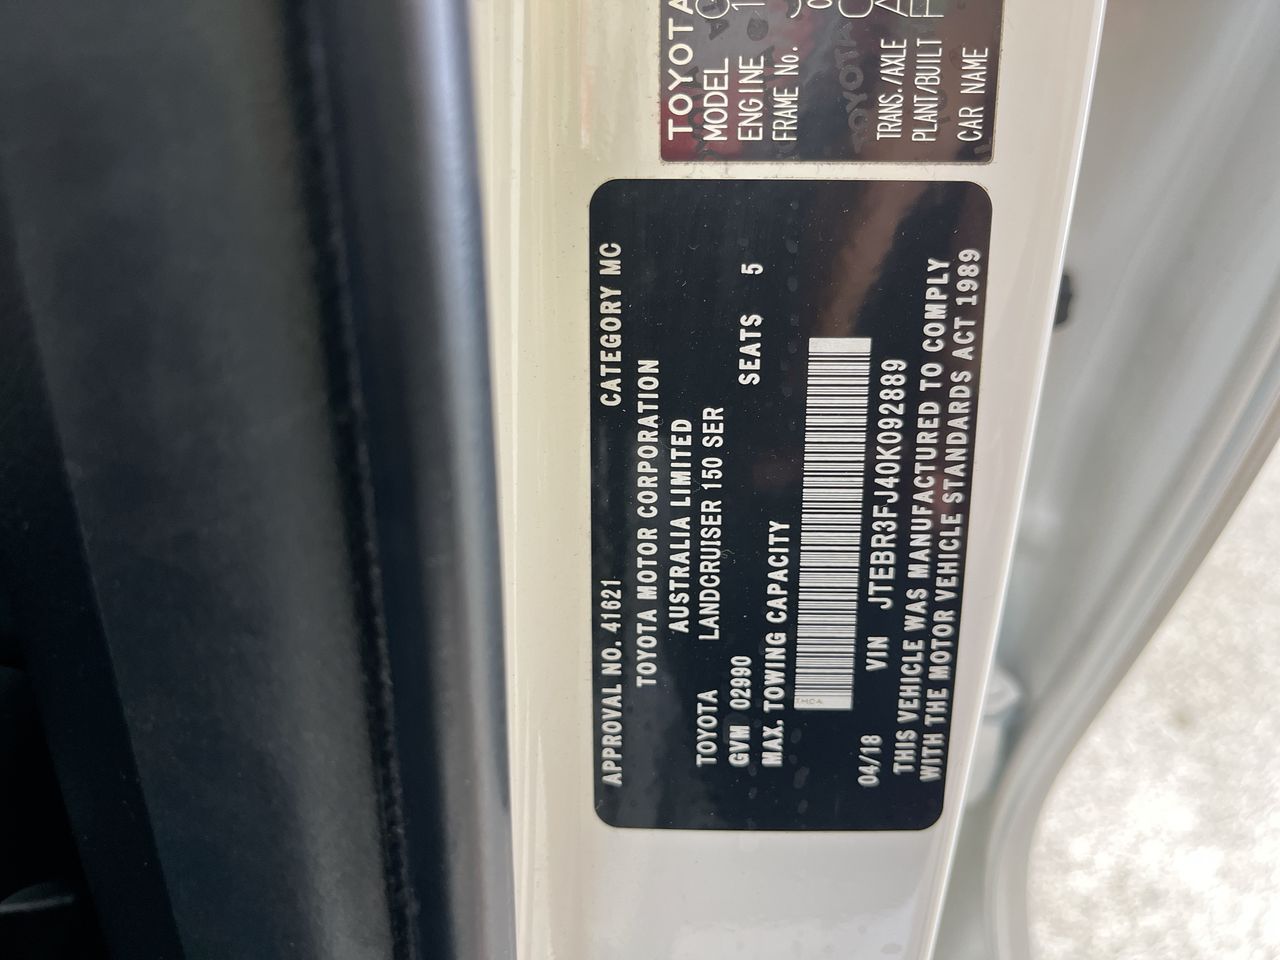 TOYOTA
MODEL
ENGINE
FRAME No.
TRANS./AXLE
PLANT/BUILT
CAR NAME
APPROVAL NO. 41621 CATEGORY MC
TOYOTA MOTOR CORPORATION
AUSTRALIA LIMITED
TOYOTA LANDCRUISER 150 SER
GVM 02990 SEATS 5
MAX. TOWING CAPACITY
04/18 VIN JTEBR3FJ40K092889
THIS VEHICLE WAS MANUFACTURED TO COMPLY
WITH THE MOTOR VEHICLE STANDARDS ACT 1989